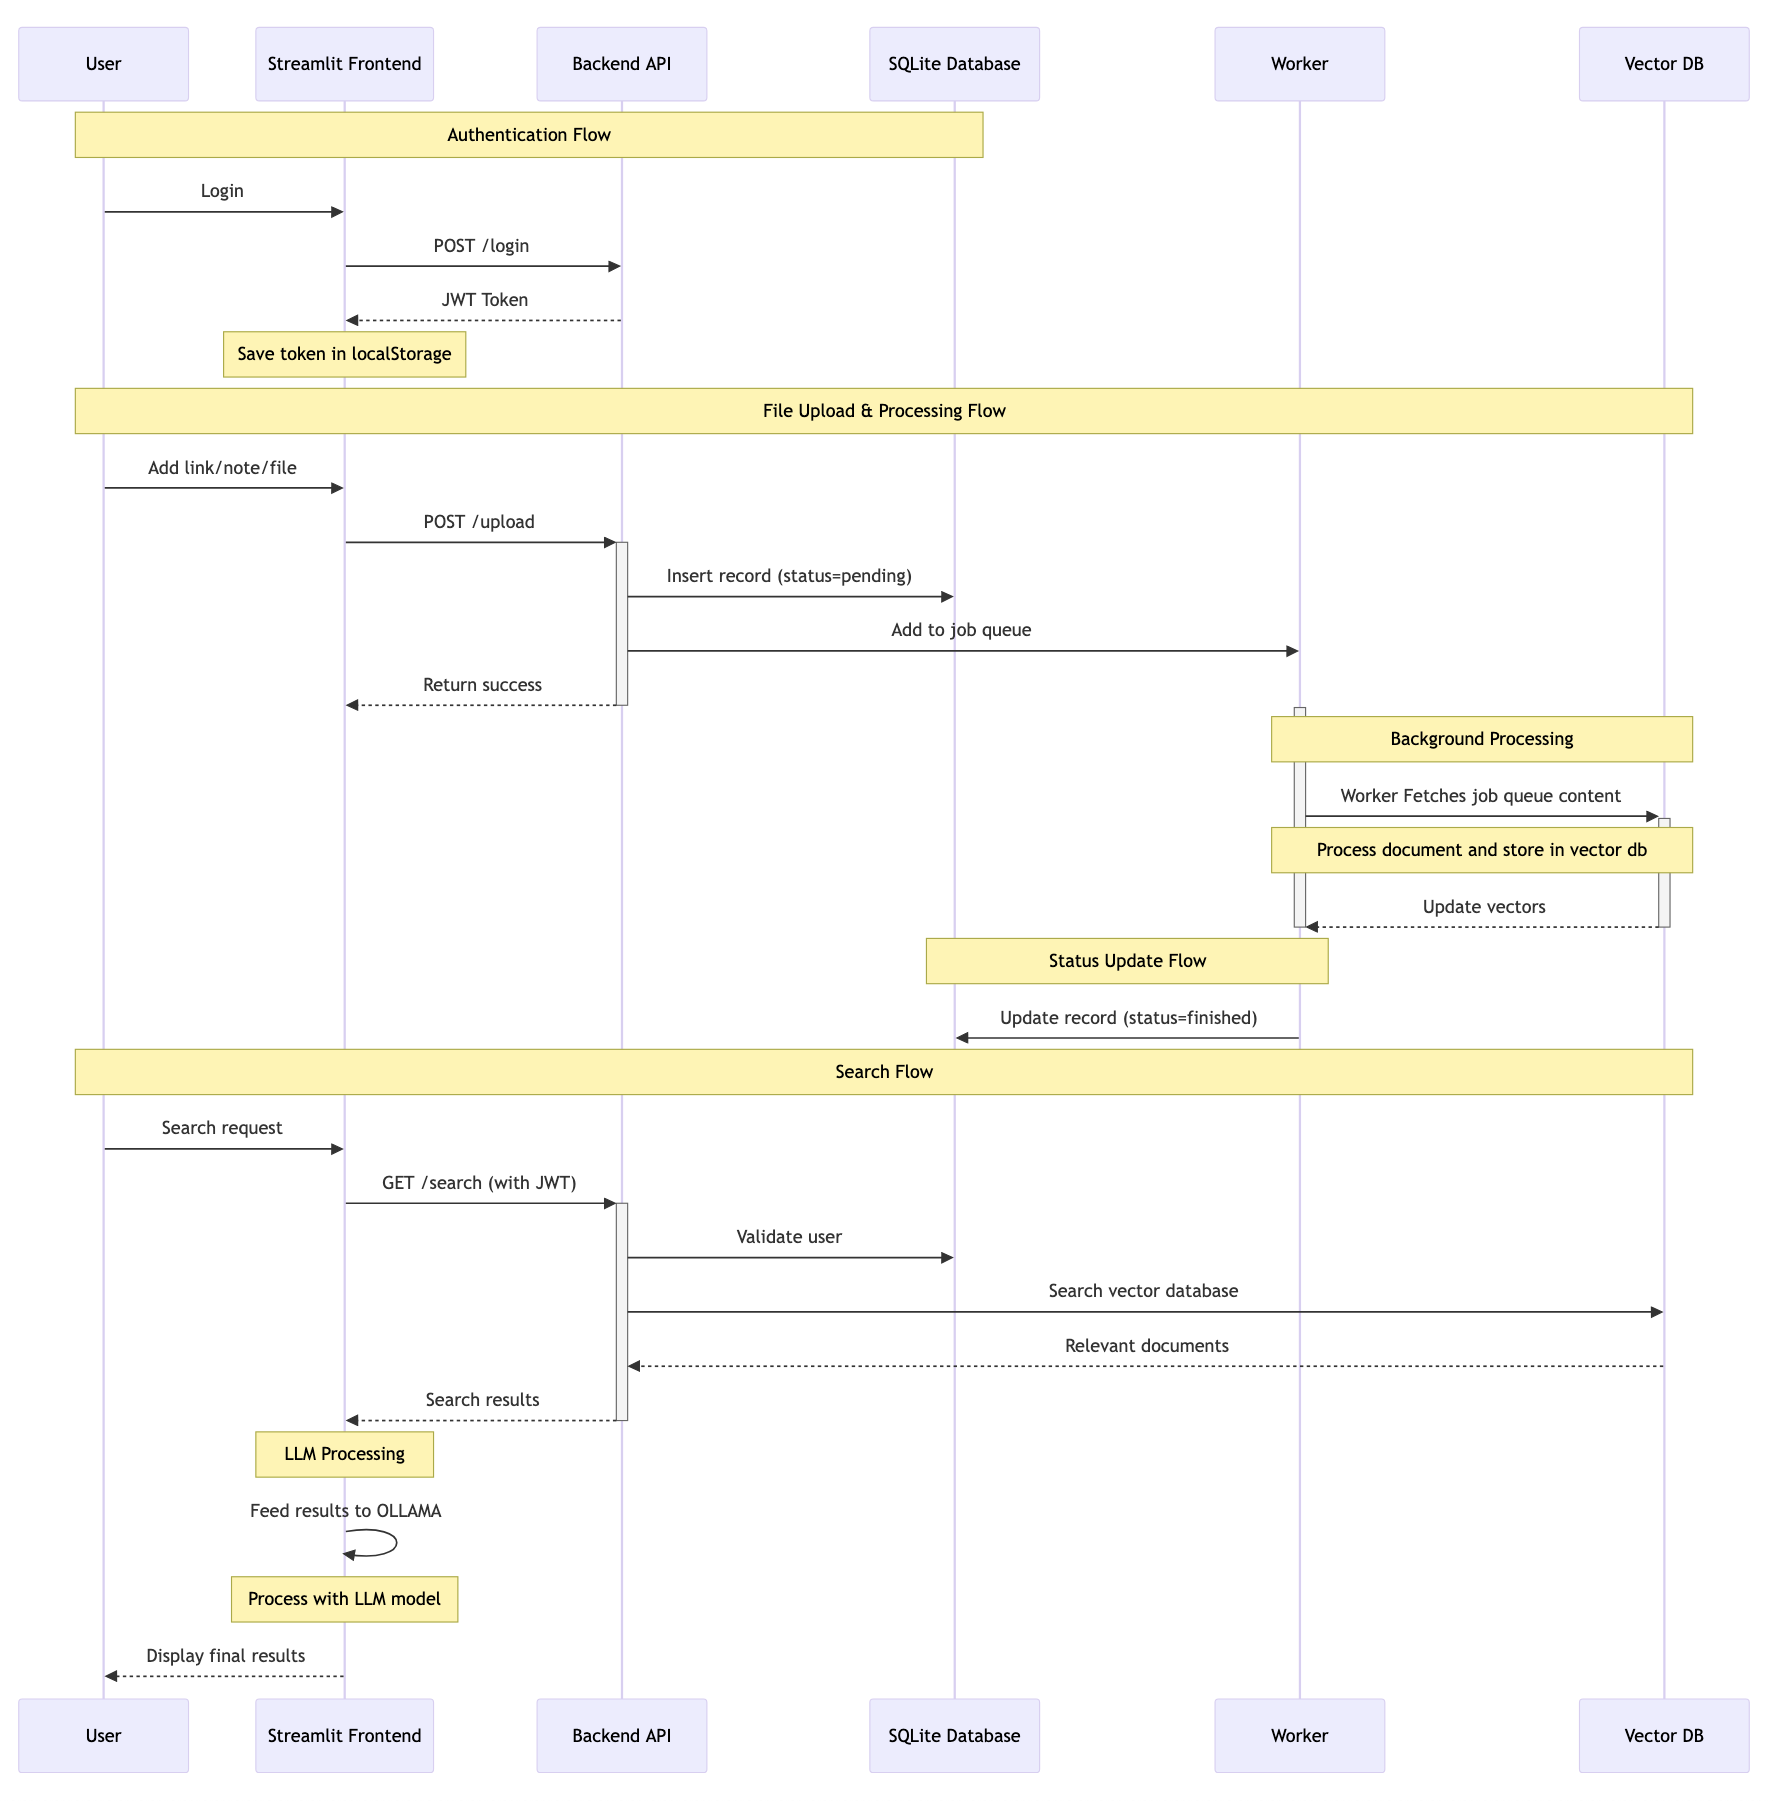 User
Streamlit Frontend
Backend API
SQLite Database
Worker
Vector DB
Authentication Flow
Login
POST /login
JWT Token
Save token in localStorage
File Upload & Processing Flow
Add link/note/file
POST /upload
Insert record (status=pending)
Add to job queue
Return success
Background Processing
Worker Fetches job queue content
Process document and store in vector db
Update vectors
Status Update Flow
Update record (status=finished)
Search Flow
Search request
GET /search (with JWT)
Validate user
Search vector database
Relevant documents
Search results
LLM Processing
Feed results to OLLAMA
Process with LLM model
Display final results
User
Streamlit Frontend
Backend API
SQLite Database
Worker
Vector DB